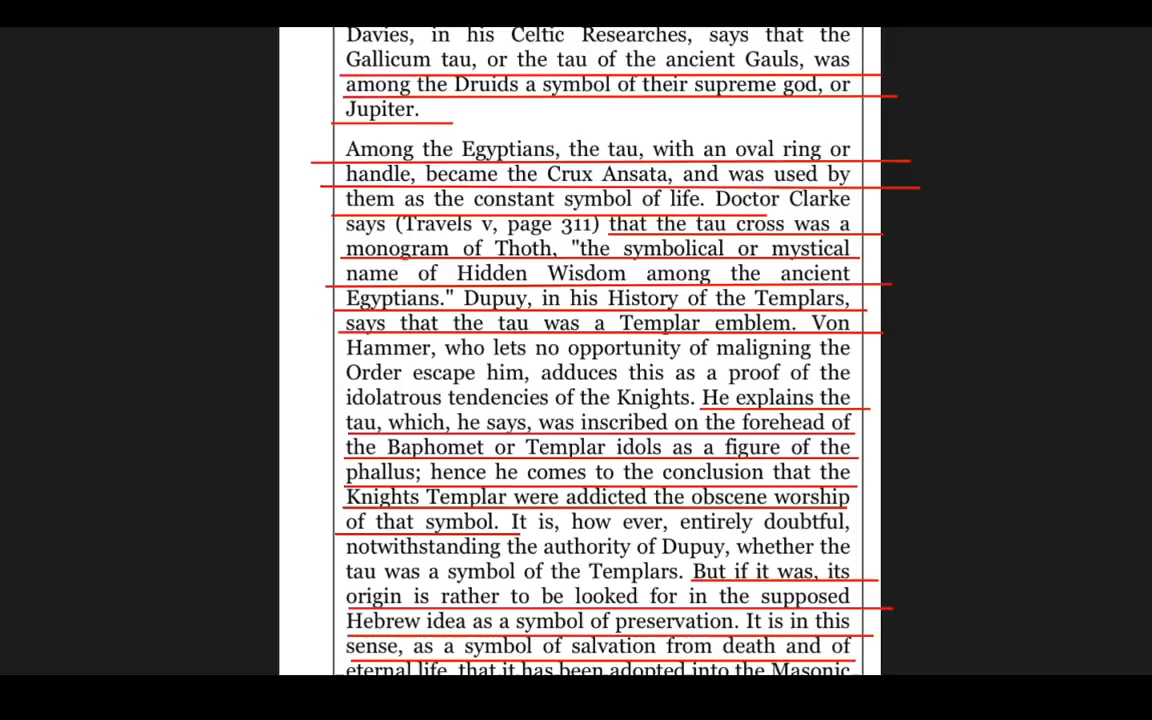 Davies, in his Celtic Researches, says that the
Gallicum tau, or the tau of the ancient Gauls, was
among the Druids a symbol of their supreme god, or
Jupiter.
Among the Egyptians, the tau, with an oval ring or
handle, became the Crux Ansata, and was used by
them as the constant symbol of life. Doctor Clarke
says (Travels v, page 311) that the tau cross was a
monogram of Thoth, "the symbolical or mystical
name of Hidden Wisdom among the ancient
Egyptians." Dupuy, in his History of the Templars,
says that the tau was a Templar emblem. Von
Hammer, who lets no opportunity of maligning the
Order escape him, adduces this as a proof of the
idolatrous tendencies of the Knights. He explains the
tau, which, he says, was inscribed on the forehead of
the Baphomet or Templar idols as a figure of the
phallus; hence he comes to the conclusion that the
Knights Templar were addicted the obscene worship
of that symbol. It is, how ever, entirely doubtful,
notwithstanding the authority of Dupuy, whether the
tau was a symbol of the Templars. But if it was, its
origin is rather to be looked for in the supposed
Hebrew idea as a symbol of preservation. It is in this
sense, as a symbol of salvation from death and of
eternal life, that it has been adopted into the Masonic